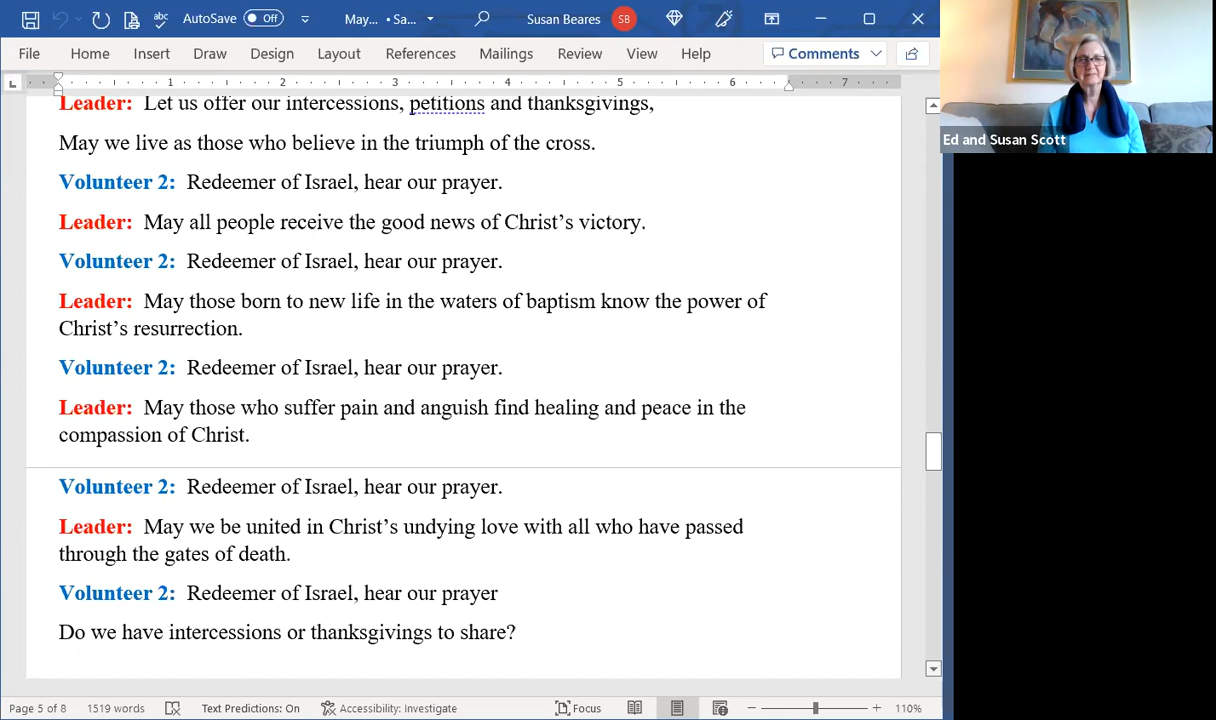 AutoSave Off May... • Sa... Susan Beares SB
File Home Insert Draw Design Layout References Mailings Review View Help Comments
1 2 3 4 5 6 7
Leader: Let us offer our intercessions, petitions and thanksgivings,
May we live as those who believe in the triumph of the cross.
Volunteer 2: Redeemer of Israel, hear our prayer.
Leader: May all people receive the good news of Christ’s victory.
Volunteer 2: Redeemer of Israel, hear our prayer.
Leader: May those born to new life in the waters of baptism know the power of
Christ’s resurrection.
Volunteer 2: Redeemer of Israel, hear our prayer.
Leader: May those who suffer pain and anguish find healing and peace in the
compassion of Christ.
Volunteer 2: Redeemer of Israel, hear our prayer.
Leader: May we be united in Christ’s undying love with all who have passed
through the gates of death.
Volunteer 2: Redeemer of Israel, hear our prayer
Do we have intercessions or thanksgivings to share?
Page 5 of 8 1519 words Text Predictions: On Accessibility: Investigate Focus 110%
Ed and Susan Scott